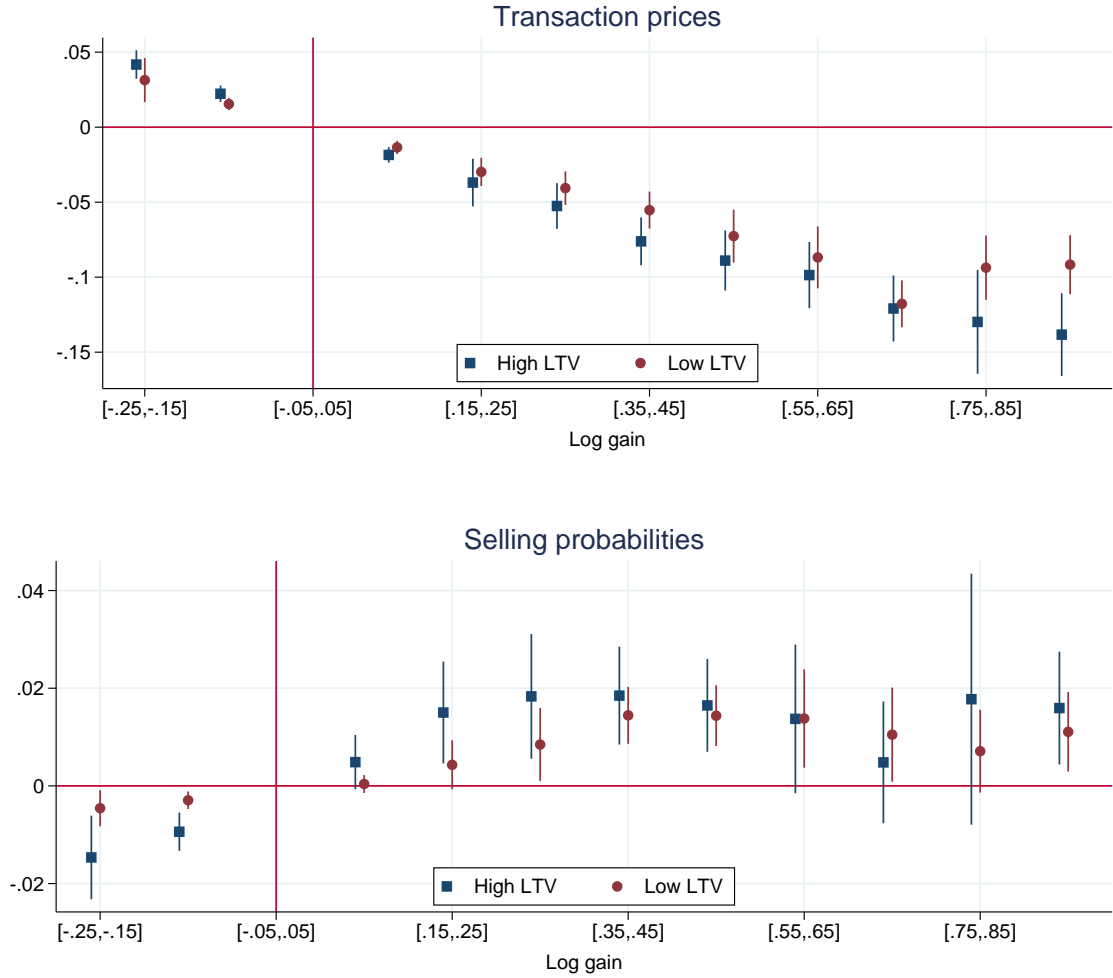 Transaction prices
.05
0
-.05
-.1
-.15
High LTV Low LTV
[-.25,-.15] [-.05,.05] [.15,.25] [.35,.45] [.55,.65] [.75,.85]
Log gain
Selling probabilities
.04
.02
0
-.02
High LTV Low LTV
[-.25,-.15] [-.05,.05] [.15,.25] [.35,.45] [.55,.65] [.75,.85]
Log gain